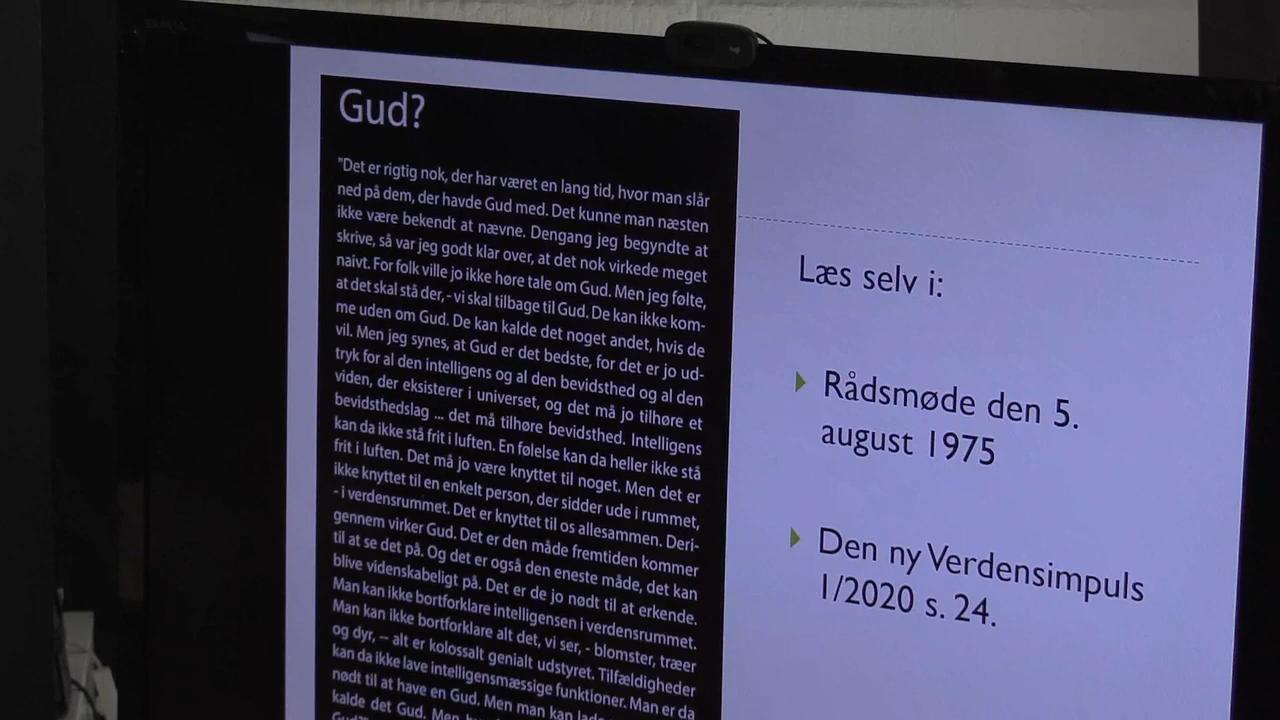 Gud?
"Det er rigtig nok, der har været en lang tid, hvor man slår
ned på dem, der havde Gud med. Det kunne man næsten
ikke være bekendt at nævne. Dengang jeg begyndte at
skrive, så var jeg godt klar over, at det nok virkede meget
naivt. For folk ville jo ikke høre tale om Gud. Men jeg følte,
at det skal stå der, - vi skal tilbage til Gud. De kan ikke kom-
me uden om Gud. De kan kalde det noget andet, hvis de
vil. Men jeg synes, at Gud er det bedste, for det er jo ud-
tryk for al den intelligens og al den bevidsthed og al den
viden, der eksisterer i universet, og det må jo tilhøre et
bevidsthedslag ... det må tilhøre bevidsthed. Intelligens
kan da ikke stå frit i luften. En følelse kan da heller ikke stå
frit i luften. Det må jo være knyttet til noget. Men det er
ikke knyttet til en enkelt person, der sidder ude i rummet,
- i verdensrummet. Det er knyttet til os allesammen. Deri-
gennem virker Gud. Det er den måde fremtiden kommer
til at se det på. Og det er også den eneste måde, det kan
blive videnskabeligt på. Det er de jo nødt til at erkende.
Man kan ikke bortforklare intelligensen i verdensrummet.
Man kan ikke bortforklare alt det, vi ser, - blomster, træer
og dyr, -- alt er kolossalt genialt udstyret. Tilfældigheder
kan da ikke lave intelligensmæssige funktioner. Man er da
nødt til at have en Gud. Men man kan
kalde det Gud. Men
Læs selv i:
Rådsmøde den 5.
august 1975
Den ny Verdensimpuls
1/2020 s. 24.